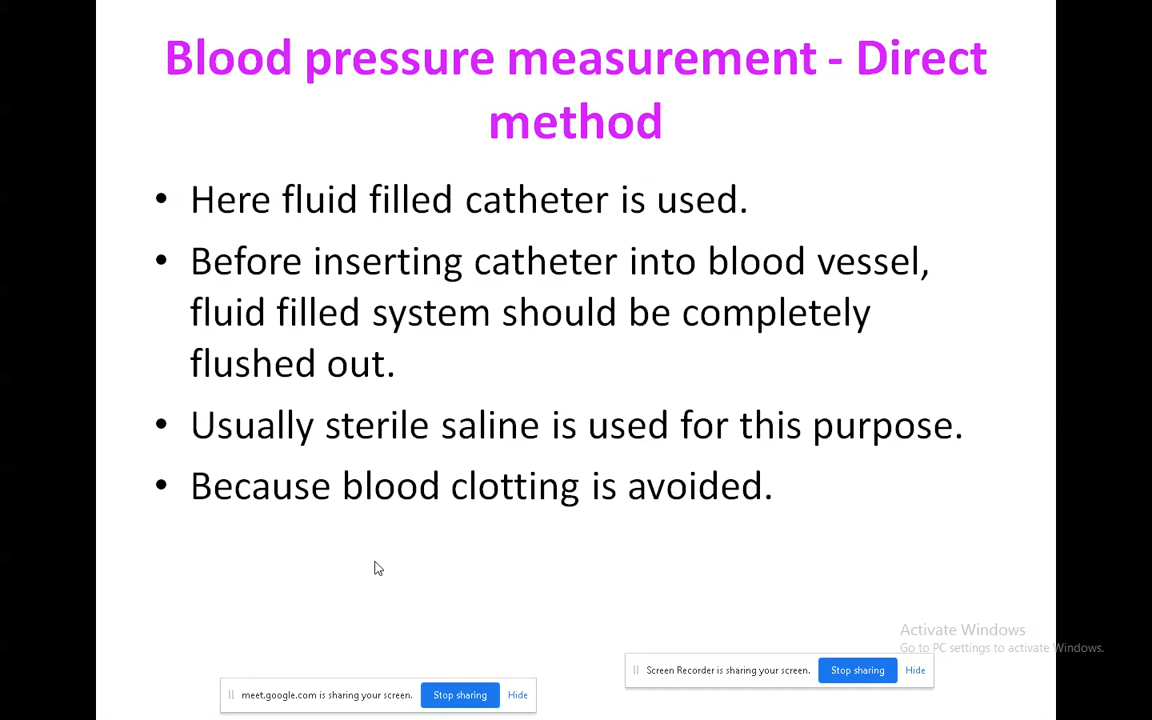 Blood pressure measurement - Direct
method
• Here fluid filled catheter is used.
• Before inserting catheter into blood vessel,
fluid filled system should be completely
flushed out.
• Usually sterile saline is used for this purpose.
• Because blood clotting is avoided.
Activate Windows
Go to PC settings to activate Windows.
Screen Recorder is sharing your screen. Stop sharing Hide
meet.google.com is sharing your screen. Stop sharing Hide